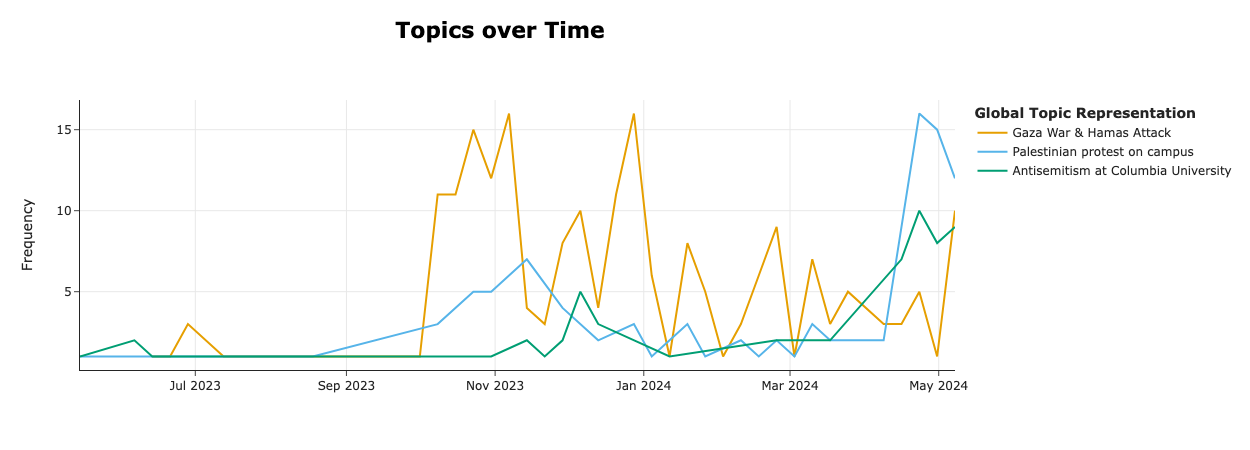 Topics over Time
Global Topic Representation
Gaza War & Hamas Attack
Palestinian protest on campus
Antisemitism at Columbia University
Frequency
15
10
5
Jul 2023
Sep 2023
Nov 2023
Jan 2024
Mar 2024
May 2024